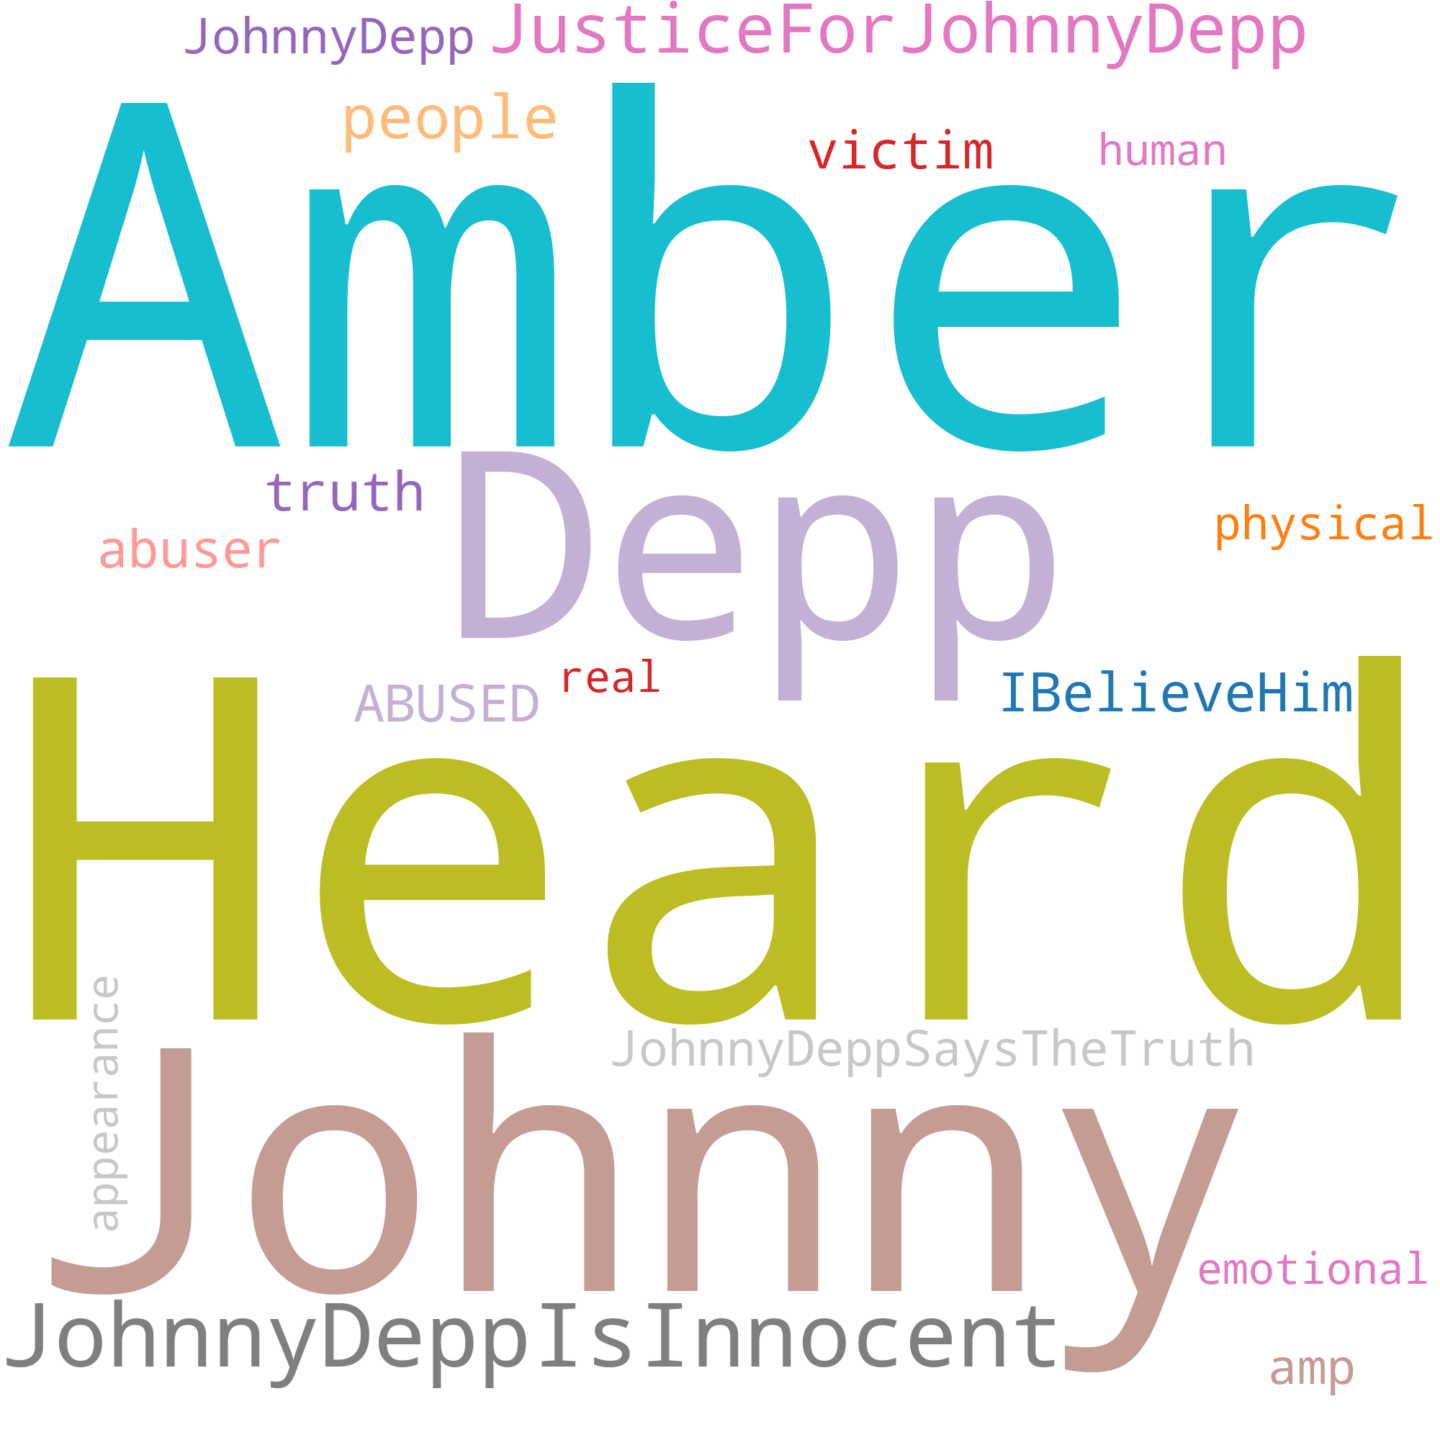 JohnnyDepp JusticeForJohnnyDepp
people victim human
Amber
truth Depp physical
abuser
ABUSED real IBelieveHim
Heard
appearance JohnnyDeppSaysTheTruth
Johnny
emotional
JohnnyDeppIsInnocent amp